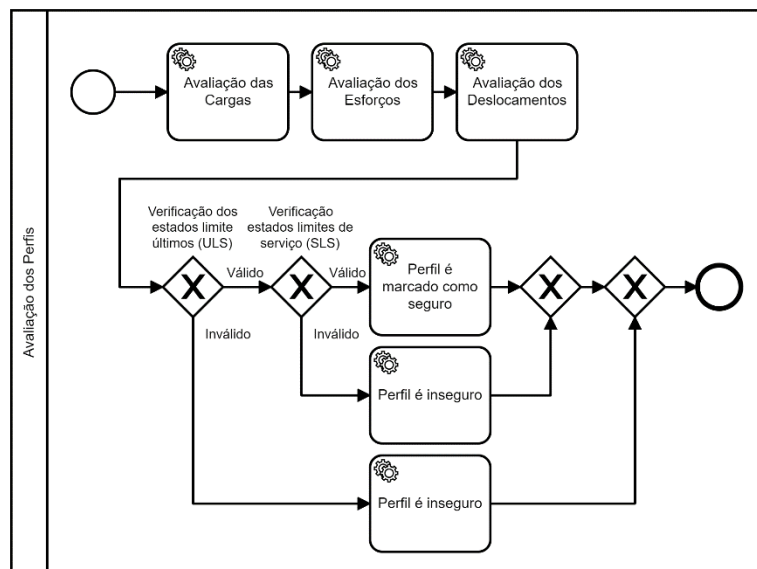 Avaliação dos Perfis
Avaliação das
Cargas
Avaliação dos
Esforços
Avaliação dos
Deslocamentos
Verificação dos
estados limite
últimos (ULS)
Verificação
estados limites de
serviço (SLS)
Válido
Válido
Perfil é
marcado como
seguro
Inválido
Inválido
Perfil é inseguro
Perfil é inseguro